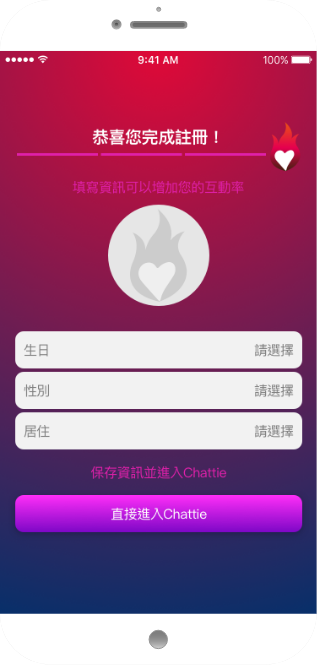 9:41 AM
100%
恭喜您完成註冊！
填寫資訊可以增加您的互動率
生日 請選擇
性別 請選擇
居住 請選擇
保存資訊並進入Chattie
直接進入Chattie